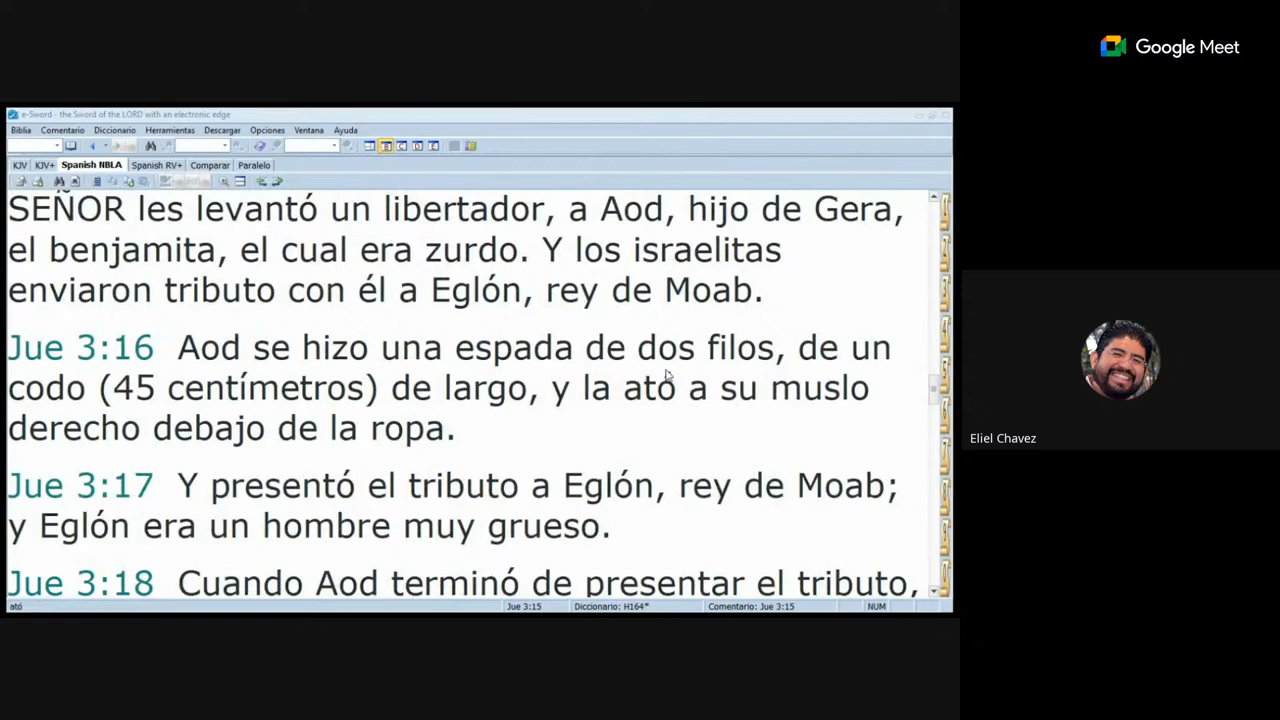 Google Meet
e-Sword - the Sword of the LORD with an electronic edge
Biblia Comentario Diccionario Herramientas Descargar Opciones Ventana Ayuda
KJV KJV+ Spanish NBLA Spanish RV+ Comparar Paralelo
SEÑOR les levantó un libertador, a Aod, hijo de Gera,
el benjamita, el cual era zurdo. Y los israelitas
enviaron tributo con él a Eglón, rey de Moab.
Jue 3:16 Aod se hizo una espada de dos filos, de un
codo (45 centímetros) de largo, y la ató a su muslo
derecho debajo de la ropa.
Jue 3:17 Y presentó el tributo a Eglón, rey de Moab;
y Eglón era un hombre muy grueso.
Jue 3:18 Cuando Aod terminó de presentar el tributo,
ató Jue 3:15 Diccionario: H164* Comentario: Jue 3:15 NUM
Eliel Chavez